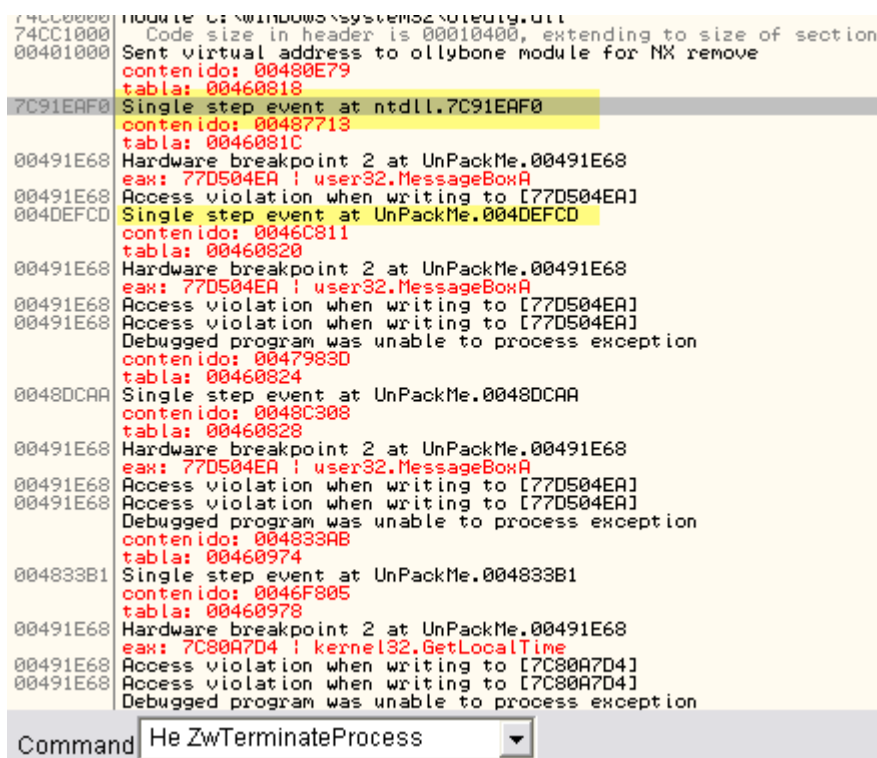 74CC0000 Module C:\WINDOWS\system32\oledlg.dll
74CC1000 Code size in header is 00010400, extending to size of section
00401000 Sent virtual address to ollybone module for NX remove
contenido: 00480E79
tabla: 00460818
7C91EAF0 Single step event at ntdll.7C91EAF0
contenido: 00487713
tabla: 0046081C
00491E68 Hardware breakpoint 2 at UnPackMe.00491E68
eax: 77D504EA | user32.MessageBoxA
00491E68 Access violation when writing to [77D504EA]
004DEFCD Single step event at UnPackMe.004DEFCD
contenido: 0046C811
tabla: 00460820
00491E68 Hardware breakpoint 2 at UnPackMe.00491E68
eax: 77D504EA | user32.MessageBoxA
00491E68 Access violation when writing to [77D504EA]
00491E68 Access violation when writing to [77D504EA]
Debugged program was unable to process exception
contenido: 0047983D
tabla: 00460824
0048DCAA Single step event at UnPackMe.0048DCAA
contenido: 0048C308
tabla: 00460828
00491E68 Hardware breakpoint 2 at UnPackMe.00491E68
eax: 77D504EA | user32.MessageBoxA
00491E68 Access violation when writing to [77D504EA]
00491E68 Access violation when writing to [77D504EA]
Debugged program was unable to process exception
contenido: 004833AB
tabla: 00460974
004833B1 Single step event at UnPackMe.004833B1
contenido: 0046F805
tabla: 00460978
00491E68 Hardware breakpoint 2 at UnPackMe.00491E68
eax: 7C80A7D4 | kernel32.GetLocalTime
00491E68 Access violation when writing to [7C80A7D4]
00491E68 Access violation when writing to [7C80A7D4]
Debugged program was unable to process exception
Command He ZwTerminateProcess